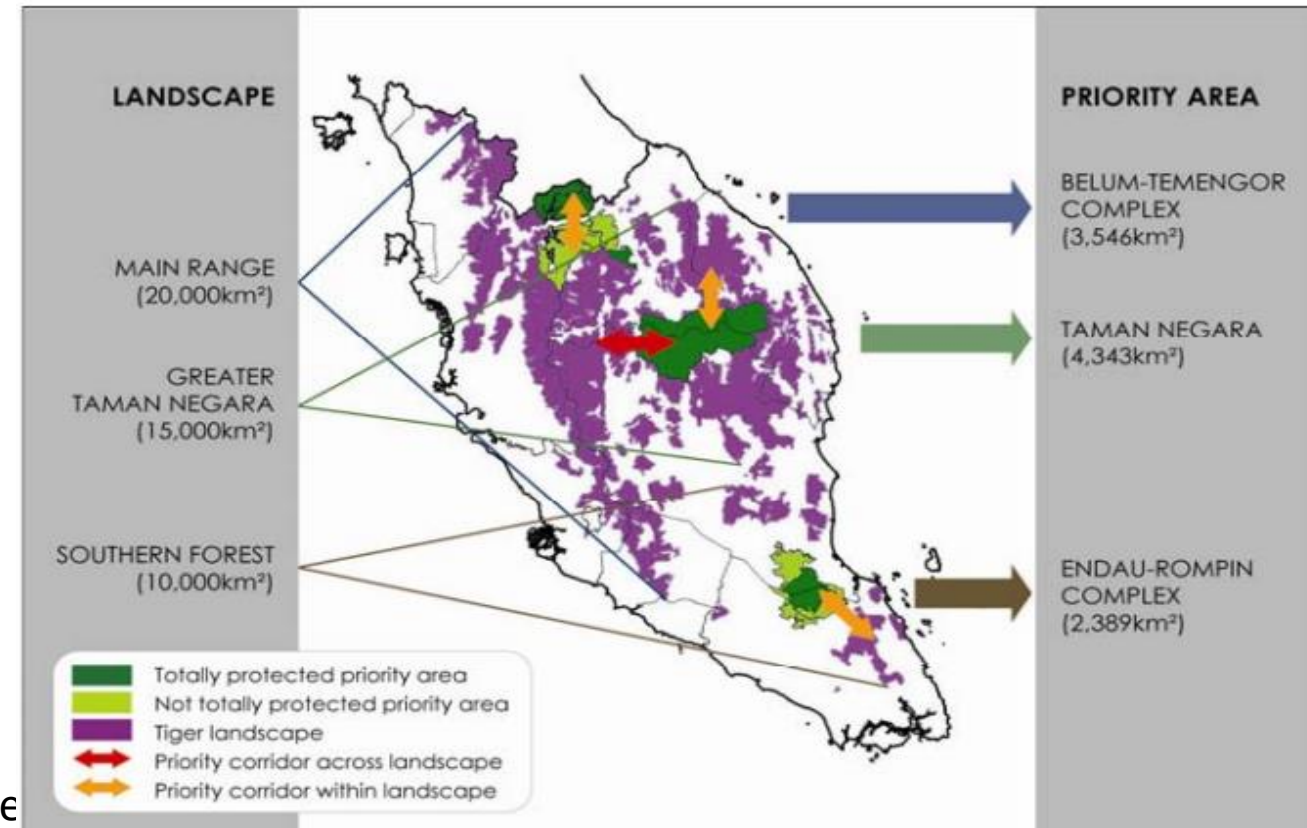 LANDSCAPE
MAIN RANGE
(20,000km²)
GREATER
TAMAN NEGARA
(15,000km²)
SOUTHERN FOREST
(10,000km²)
PRIORITY AREA
BELUM-TEMENGOR
COMPLEX
(3,546km²)
TAMAN NEGARA
(4,343km²)
ENDAU-ROMPIN
COMPLEX
(2,389km²)
Totally protected priority area
Not totally protected priority area
Tiger landscape
Priority corridor across landscape
Priority corridor within landscape
e